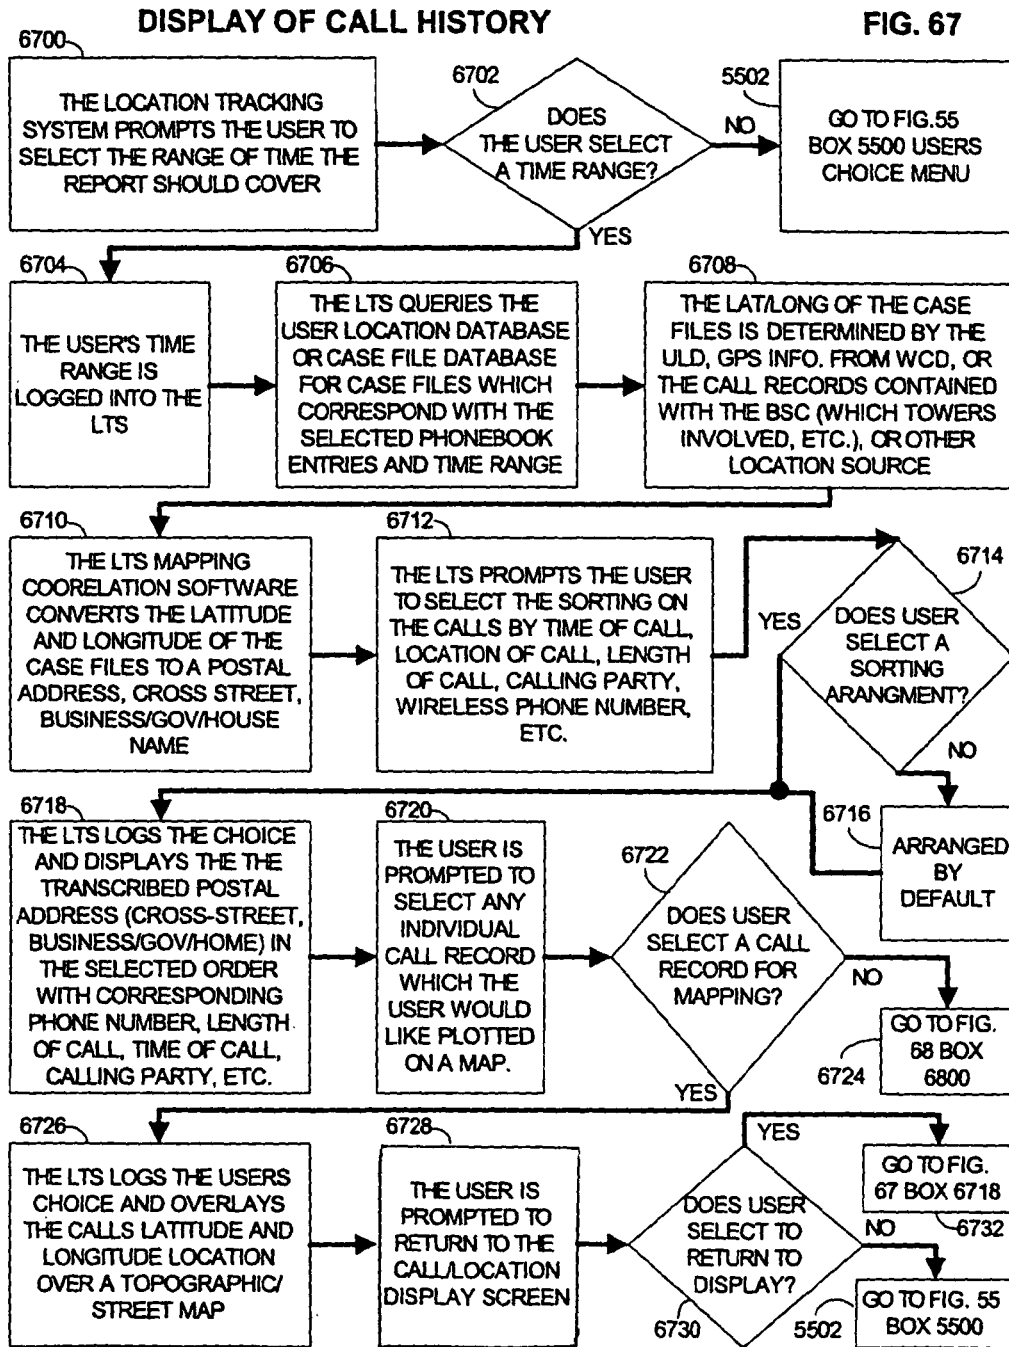 DISPLAY OF CALL HISTORY
FIG. 67
6700
THE LOCATION TRACKING
SYSTEM PROMPTS THE USER TO
SELECT THE RANGE OF TIME THE
REPORT SHOULD COVER
6702
DOES
THE USER SELECT
A TIME RANGE?
NO
5502
GO TO FIG.55
BOX 5500 USERS
CHOICE MENU
YES
6704
THE USER'S TIME
RANGE IS
LOGGED INTO THE
LTS
6706
THE LTS QUERIES THE
USER LOCATION DATABASE
OR CASE FILE DATABASE
FOR CASE FILES WHICH
CORRESPOND WITH THE
SELECTED PHONEBOOK
ENTRIES AND TIME RANGE
6708
THE LAT/LONG OF THE CASE
FILES IS DETERMINED BY THE
ULD, GPS INFO. FROM WCD, OR
THE CALL RECORDS CONTAINED
WITH THE BSC (WHICH TOWERS
INVOLVED, ETC.), OR OTHER
LOCATION SOURCE
6710
THE LTS MAPPING
COORELATION SOFTWARE
CONVERTS THE LATITUDE
AND LONGITUDE OF THE
CASE FILES TO A POSTAL
ADDRESS, CROSS STREET,
BUSINESS/GOV/HOUSE
NAME
6712
THE LTS PROMPTS THE USER
TO SELECT THE SORTING ON
THE CALLS BY TIME OF CALL,
LOCATION OF CALL, LENGTH
OF CALL, CALLING PARTY,
WIRELESS PHONE NUMBER,
ETC.
6714
YES
DOES USER
SELECT A
SORTING
ARANGMENT?
NO
6716
ARRANGED
BY
DEFAULT
6718
THE LTS LOGS THE CHOICE
AND DISPLAYS THE THE
TRANSCRIBED POSTAL
ADDRESS (CROSS-STREET,
BUSINESS/GOV/HOME) IN
THE SELECTED ORDER
WITH CORRESPONDING
PHONE NUMBER, LENGTH
OF CALL, TIME OF CALL,
CALLING PARTY, ETC.
6720
THE USER IS
PROMPTED TO
SELECT ANY
INDIVIDUAL
CALL RECORD
WHICH THE
USER WOULD
LIKE PLOTTED
ON A MAP.
6722
DOES USER
SELECT A CALL
RECORD FOR
MAPPING?
NO
GO TO FIG.
68 BOX
6800
6724
YES
6726
THE LTS LOGS THE USERS
CHOICE AND OVERLAYS
THE CALLS LATITUDE AND
LONGITUDE LOCATION
OVER A TOPOGRAPHIC/
STREET MAP
6728
THE USER IS
PROMPTED TO
RETURN TO THE
CALL/LOCATION
DISPLAY SCREEN
YES
DOES USER
SELECT TO
RETURN TO
DISPLAY?
6730
GO TO FIG.
67 BOX 6718
6732
NO
5502
GO TO FIG. 55
BOX 5500